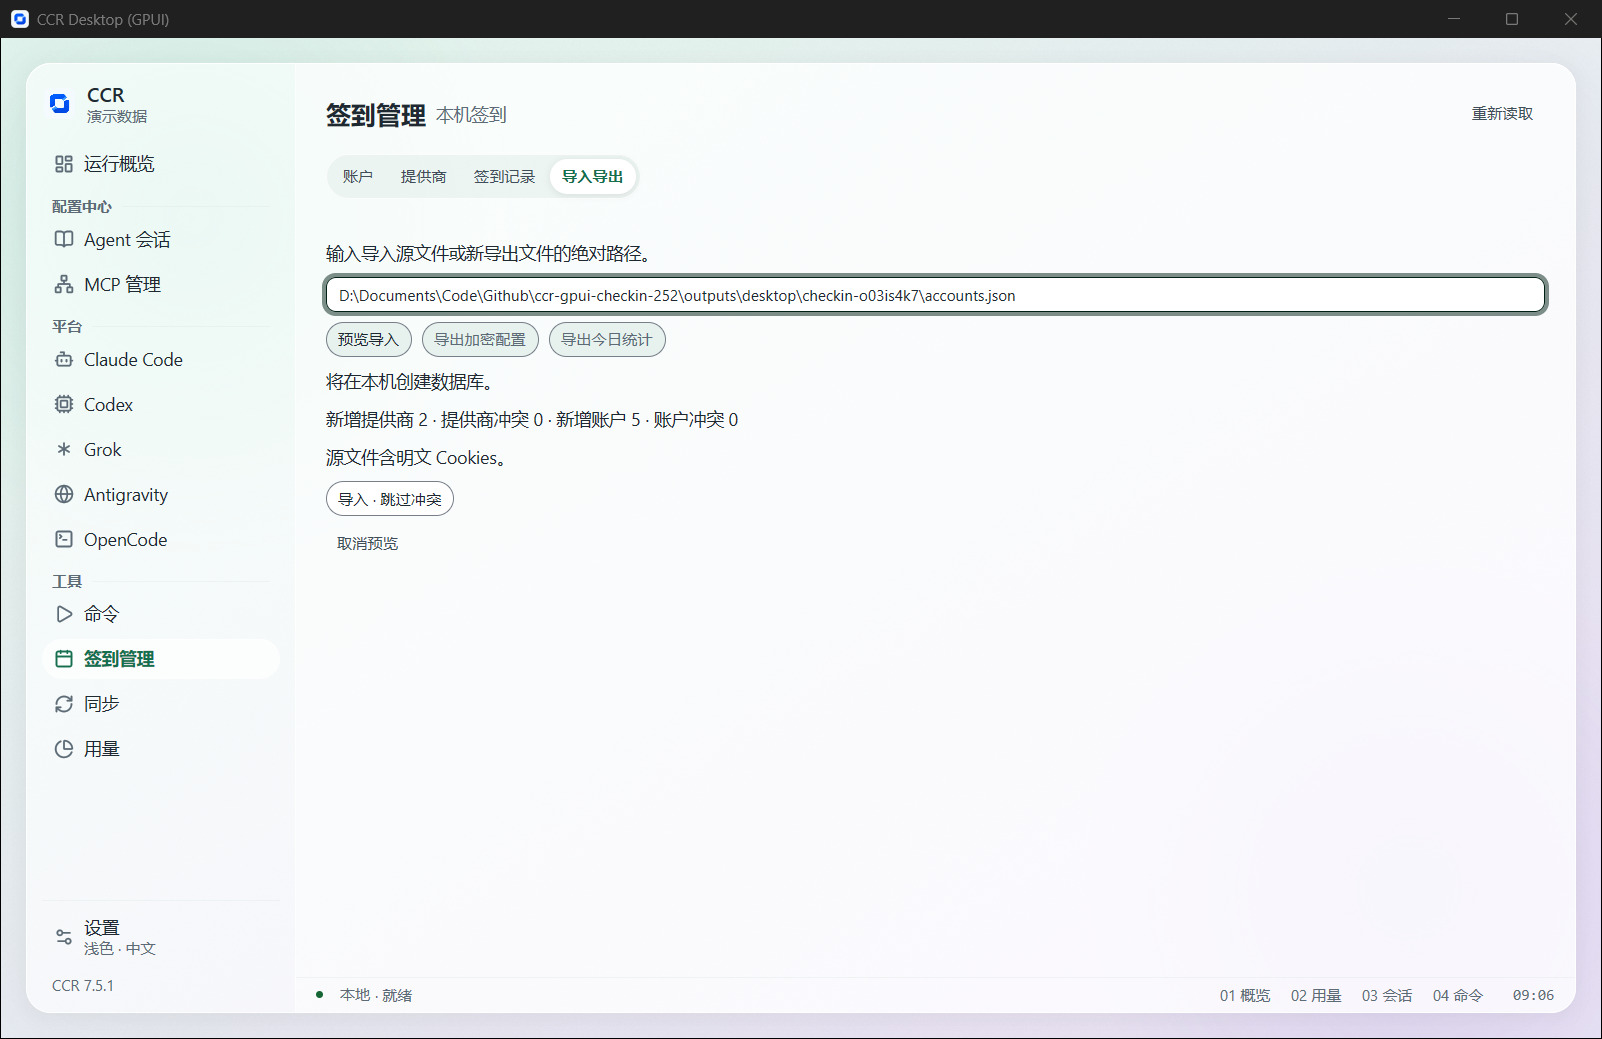 CCR Desktop (GPUI)
CCR
演示数据
运行概览
配置中心
Agent 会话
MCP 管理
平台
Claude Code
Codex
Grok
Antigravity
OpenCode
工具
命令
签到管理
同步
用量
设置
浅色 · 中文
CCR 7.5.1
签到管理 本机签到
重新读取
账户 提供商 签到记录 导入导出
输入导入源文件或新导出文件的绝对路径。
D:\Documents\Code\Github\ccr-gpui-checkin-252\outputs\desktop\checkin-o03is4k7\accounts.json
预览导入 导出加密配置 导出今日统计
将在本机创建数据库。
新增提供商 2 · 提供商冲突 0 · 新增账户 5 · 账户冲突 0
源文件含明文 Cookies。
导入 · 跳过冲突
取消预览
本地 · 就绪
01 概览 02 用量 03 会话 04 命令 09:06